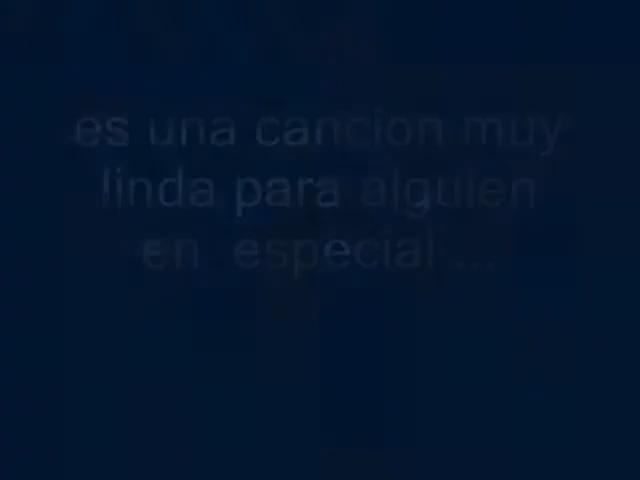 es una cancion muy
linda para alguien
en especial ...